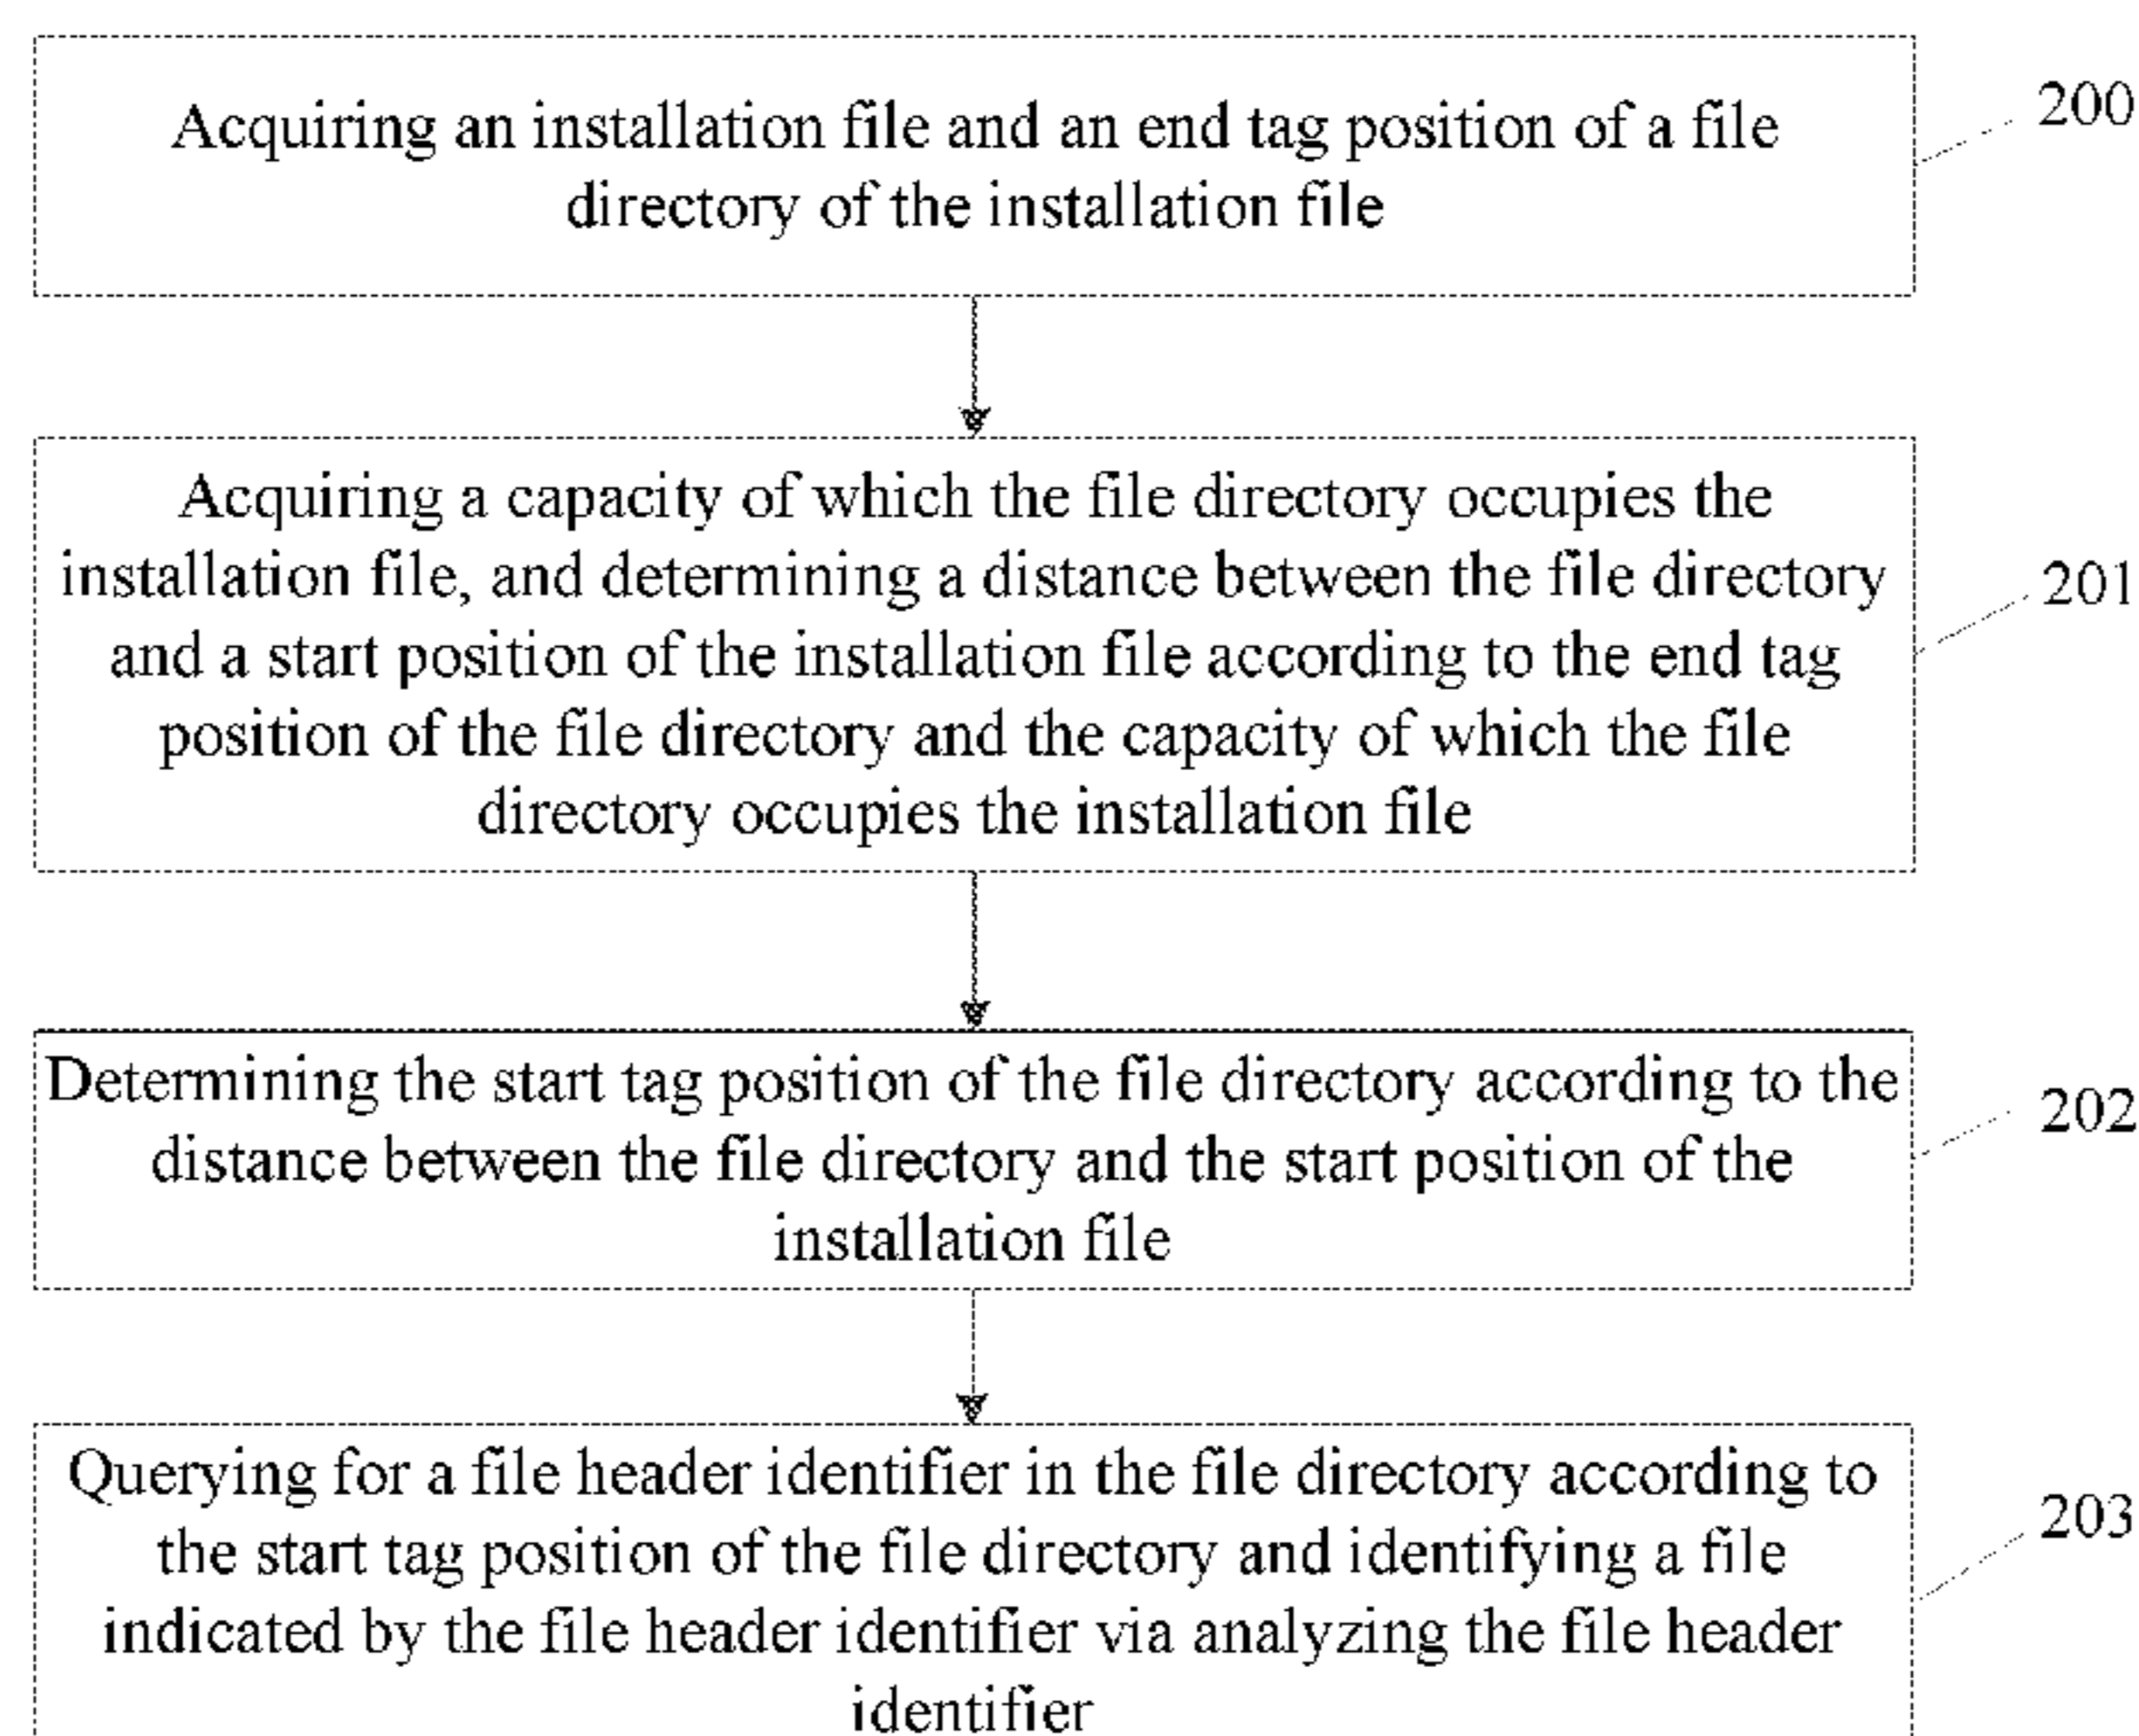 Acquiring an installation file and an end tag position of a file
directory of the installation file
200
Acquiring a capacity of which the file directory occupies the
installation file, and determining a distance between the file directory
and a start position of the installation file according to the end tag
position of the file directory and the capacity of which the file
directory occupies the installation file
201
Determining the start tag position of the file directory according to the
distance between the file directory and the start position of the
installation file
202
Querying for a file header identifier in the file directory according to
the start tag position of the file directory and identifying a file
indicated by the file header identifier via analyzing the file header
identifier
203